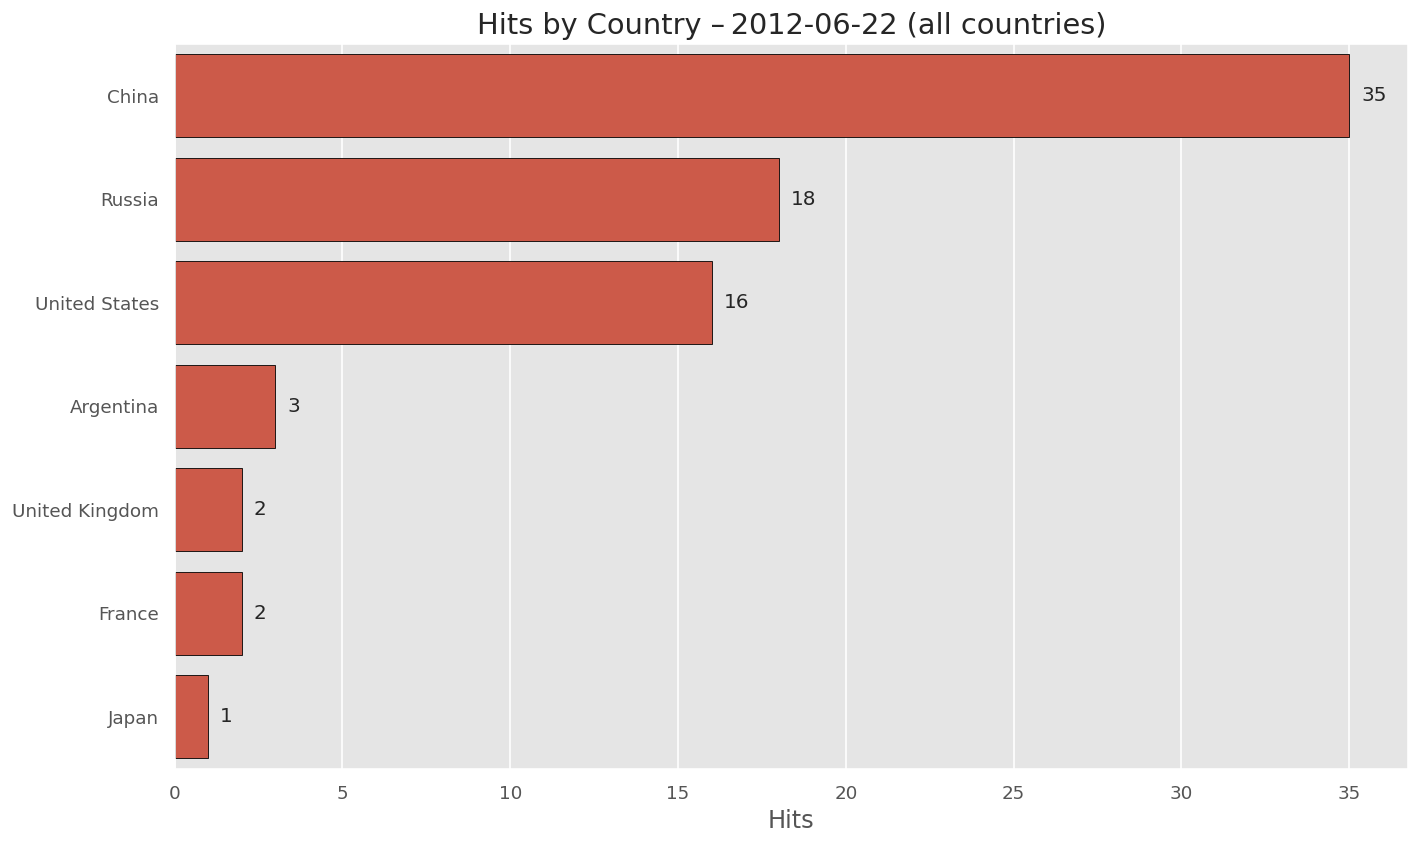 Hits by Country – 2012-06-22 (all countries)
China 35
Russia 18
United States 16
Argentina 3
United Kingdom 2
France 2
Japan 1
0 5 10 15 20 25 30 35
Hits